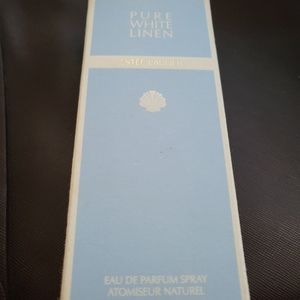 PURE
WHITE
LINEN
ESTEE LAUDER
EAU DE PARFUM SPRAY
ATOMISEUR NATUREL